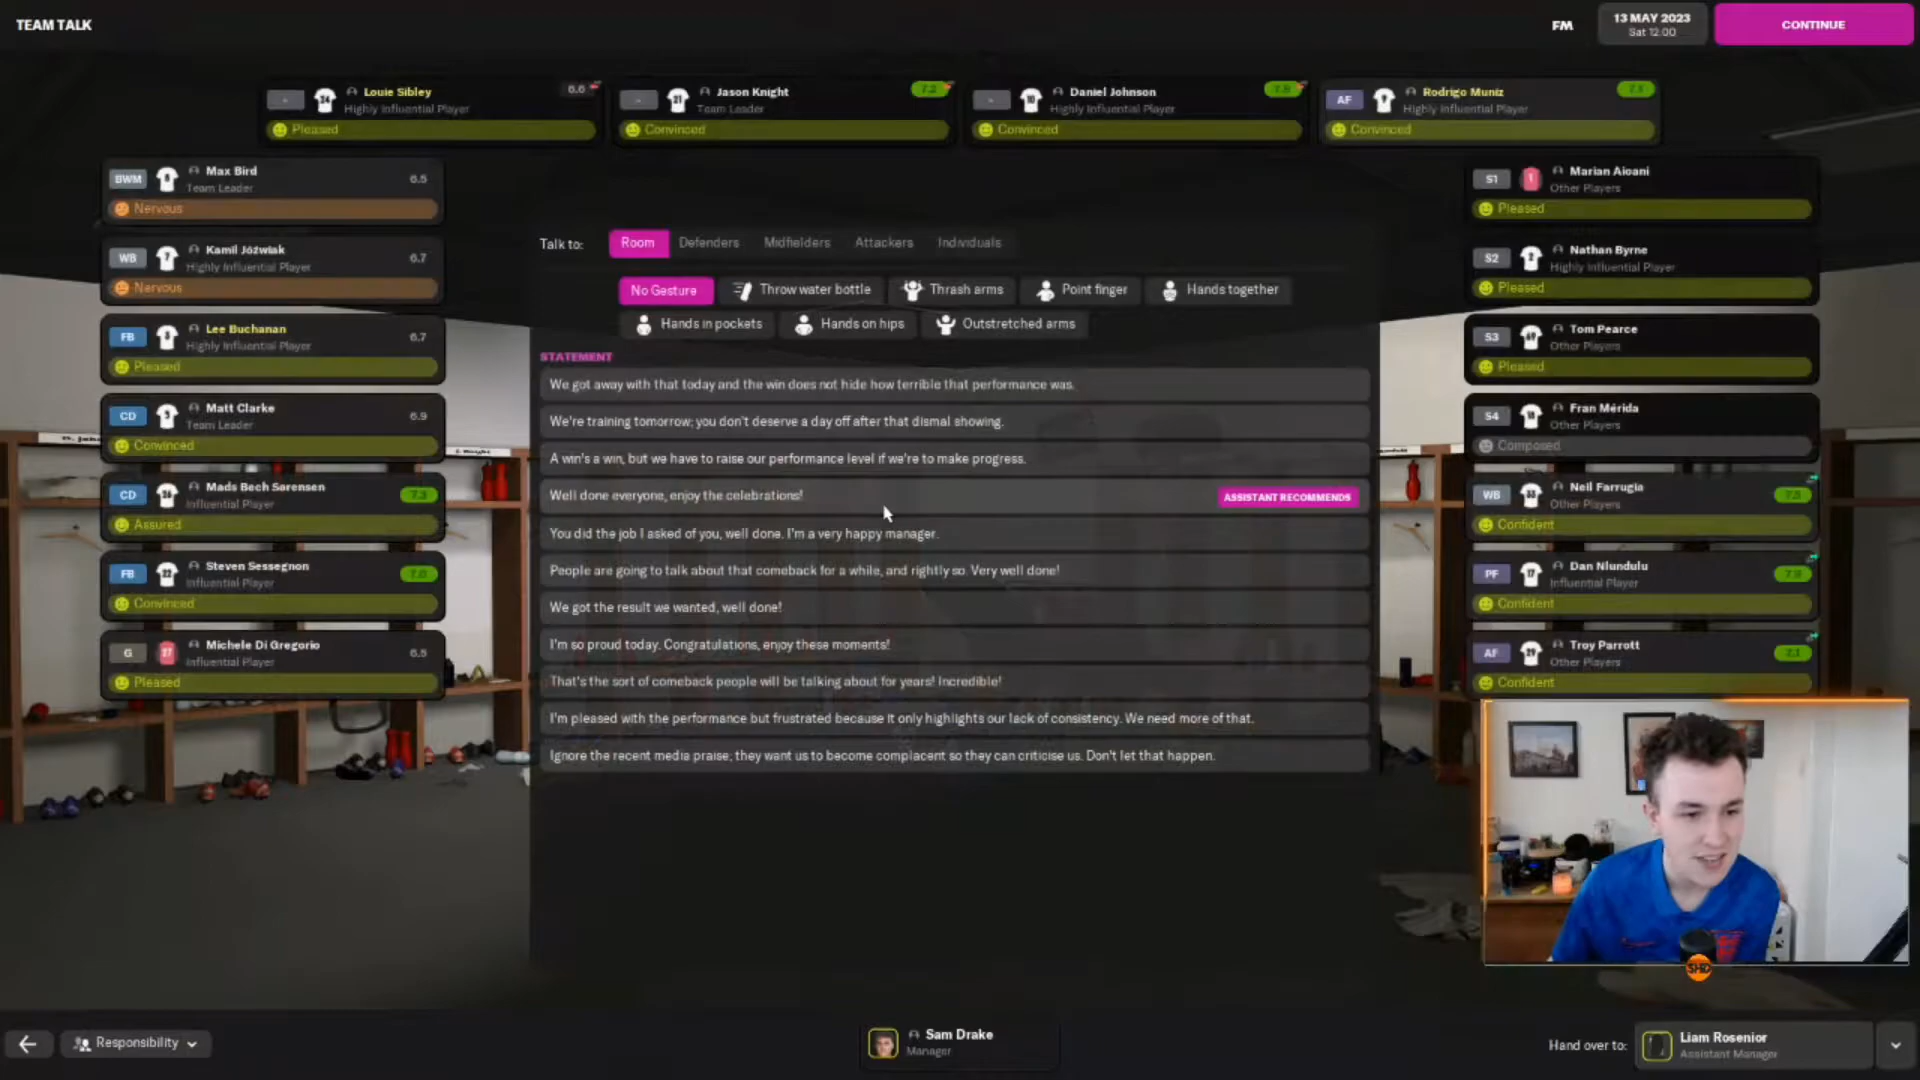 TEAM TALK
FM
13 MAY 2023
Sat 12:00
CONTINUE
Louie Sibley
6.6
Highly Influential Player
Pleased
Jason Knight
Team Leader
Convinced
Daniel Johnson
Highly Influential Player
Convinced
AF
Rodrigo Muniz
Highly Influential Player
Convinced
BWM
Max Bird
6.5
Team Leader
Nervous
WB
Kamil Jóźwiak
6.7
Highly Influential Player
Nervous
FB
Lee Buchanan
6.7
Highly Influential Player
Pleased
CD
Matt Clarke
6.9
Team Leader
Convinced
CD
Mads Bech Sørensen
7.3
Influential Player
Assured
FB
Steven Sessegnon
7.0
Influential Player
Convinced
G
Michele Di Gregorio
6.5
Influential Player
Pleased
Talk to:
Room
Defenders
Midfielders
Attackers
Individuals
No Gesture
Throw water bottle
Thrash arms
Point finger
Hands together
Hands in pockets
Hands on hips
Outstretched arms
STATEMENT
We got away with that today and the win does not hide how terrible that performance was.
We're training tomorrow; you don't deserve a day off after that dismal showing.
A win's a win, but we have to raise our performance level if we're to make progress.
Well done everyone, enjoy the celebrations!
ASSISTANT RECOMMENDS
You did the job I asked of you, well done. I'm a very happy manager.
People are going to talk about that comeback for a while, and rightly so. Very well done!
We got the result we wanted, well done!
I'm so proud today. Congratulations, enjoy these moments!
That's the sort of comeback people will be talking about for years! Incredible!
I'm pleased with the performance but frustrated because it only highlights our lack of consistency. We need more of that.
Ignore the recent media praise; they want us to become complacent so they can criticise us. Don't let that happen.
S1
Marian Aioani
Other Players
Pleased
S2
Nathan Byrne
Highly Influential Player
Pleased
S3
Tom Pearce
Other Players
Pleased
S4
Fran Mérida
Other Players
Composed
WB
Neil Farrugia
Other Players
Confident
PF
Dan Nlundulu
Influential Player
Confident
AF
Troy Parrott
Other Players
Confident
SHD
Responsibility
Sam Drake
Manager
Hand over to:
Liam Rosenior
Assistant Manager